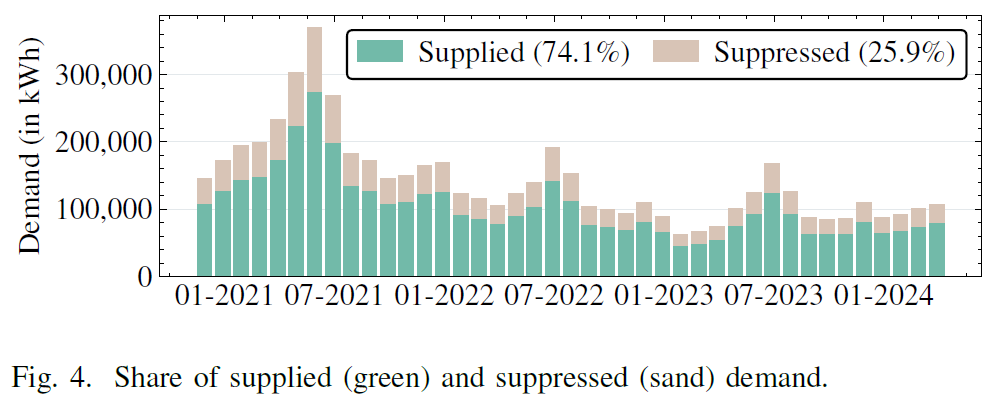 Supplied (74.1%) Suppressed (25.9%)
Demand (in kWh)
300,000
200,000
100,000
0
01-2021 07-2021 01-2022 07-2022 01-2023 07-2023 01-2024
Fig. 4. Share of supplied (green) and suppressed (sand) demand.